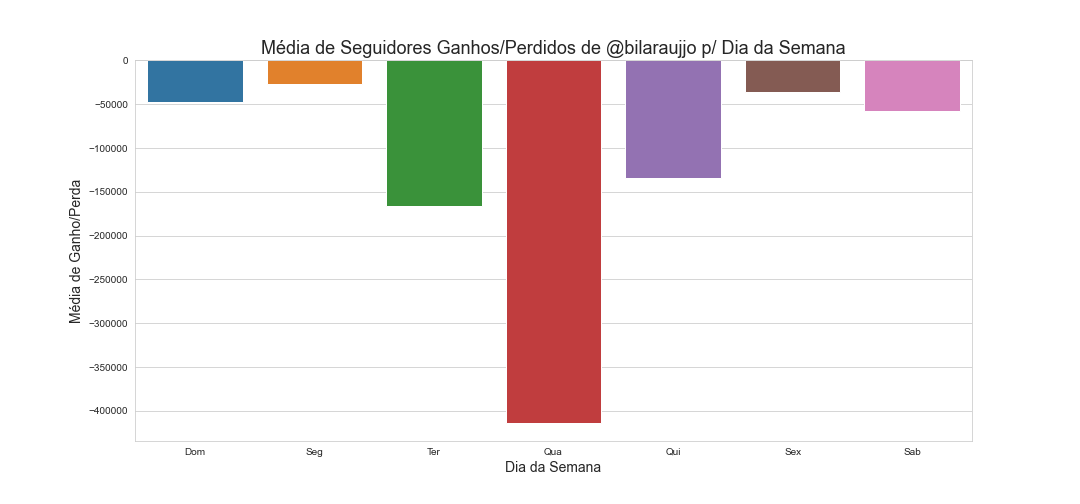 Média de Seguidores Ganhos/Perdidos de @bilaraujjo p/ Dia da Semana
0
−50000
−100000
−150000
−200000
−250000
−300000
−350000
−400000
Média de Ganho/Perda
Dom Seg Ter Qua Qui Sex Sab
Dia da Semana